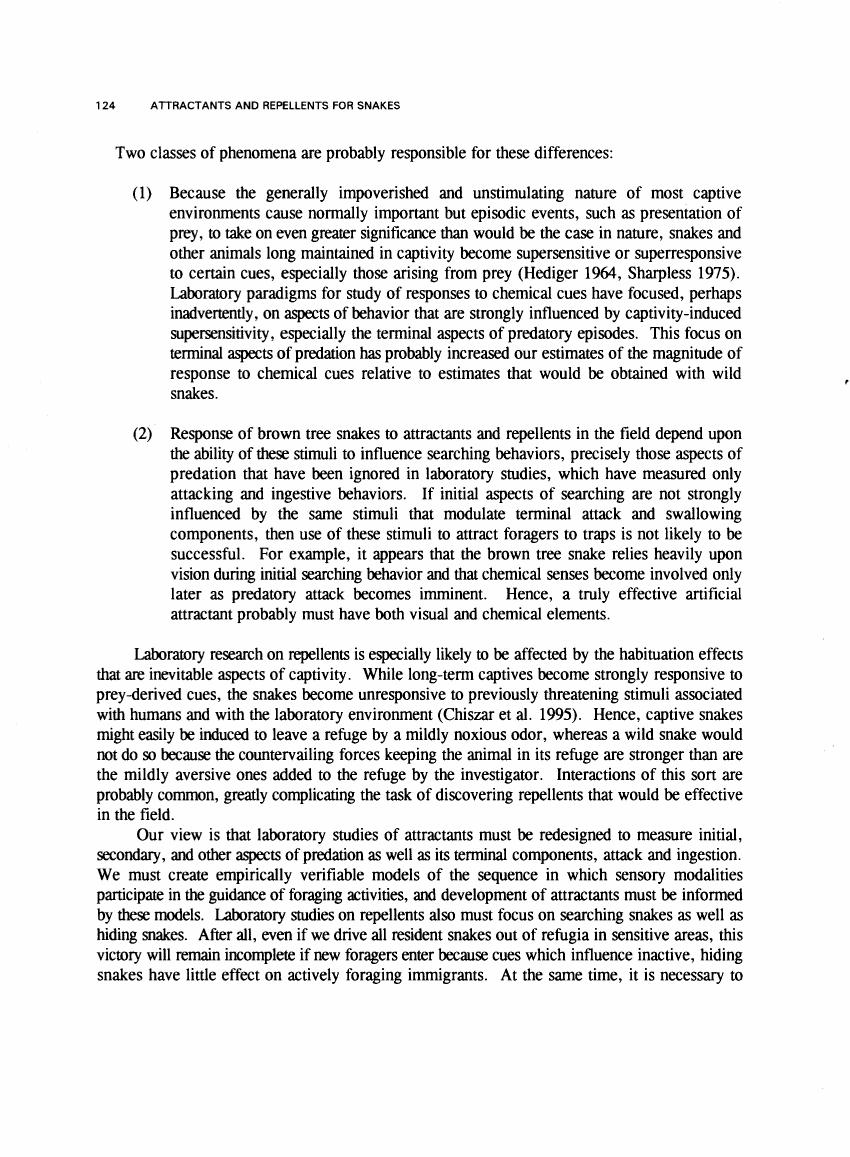 124 ATTRACTANTS AND REPELLENTS FOR SNAKES
Two classes of phenomena are probably responsible for these differences:
(1) Because the generally impoverished and unstimulating nature of most captive
environments cause normally important but episodic events, such as presentation of
prey, to take on even greater significance than would be the case in nature, snakes and
other animals long maintained in captivity become supersensitive or superresponsive
to certain cues, especially those arising from prey (Hediger 1964, Sharpless 1975).
Laboratory paradigms for study of responses to chemical cues have focused, perhaps
inadvertently, on aspects of behavior that are strongly influenced by captivity-induced
supersensitivity, especially the terminal aspects of predatory episodes. This focus on
terminal aspects of predation has probably increased our estimates of the magnitude of
response to chemical cues relative to estimates that would be obtained with wild
snakes.
(2) Response of brown tree snakes to attractants and repellents in the field depend upon
the ability of these stimuli to influence searching behaviors, precisely those aspects of
predation that have been ignored in laboratory studies, which have measured only
attacking and ingestive behaviors. If initial aspects of searching are not strongly
influenced by the same stimuli that modulate terminal attack and swallowing
components, then use of these stimuli to attract foragers to traps is not likely to be
successful. For example, it appears that the brown tree snake relies heavily upon
vision during initial searching behavior and that chemical senses become involved only
later as predatory attack becomes imminent. Hence, a truly effective artificial
attractant probably must have both visual and chemical elements.
Laboratory research on repellents is especially likely to be affected by the habituation effects
that are inevitable aspects of captivity. While long-term captives become strongly responsive to
prey-derived cues, the snakes become unresponsive to previously threatening stimuli associated
with humans and with the laboratory environment (Chiszar et al. 1995). Hence, captive snakes
might easily be induced to leave a refuge by a mildly noxious odor, whereas a wild snake would
not do so because the countervailing forces keeping the animal in its refuge are stronger than are
the mildly aversive ones added to the refuge by the investigator. Interactions of this sort are
probably common, greatly complicating the task of discovering repellents that would be effective
in the field.
Our view is that laboratory studies of attractants must be redesigned to measure initial,
secondary, and other aspects of predation as well as its terminal components, attack and ingestion.
We must create empirically verifiable models of the sequence in which sensory modalities
participate in the guidance of foraging activities, and development of attractants must be informed
by these models. Laboratory studies on repellents also must focus on searching snakes as well as
hiding snakes. After all, even if we drive all resident snakes out of refugia in sensitive areas, this
victory will remain incomplete if new foragers enter because cues which influence inactive, hiding
snakes have little effect on actively foraging immigrants. At the same time, it is necessary to